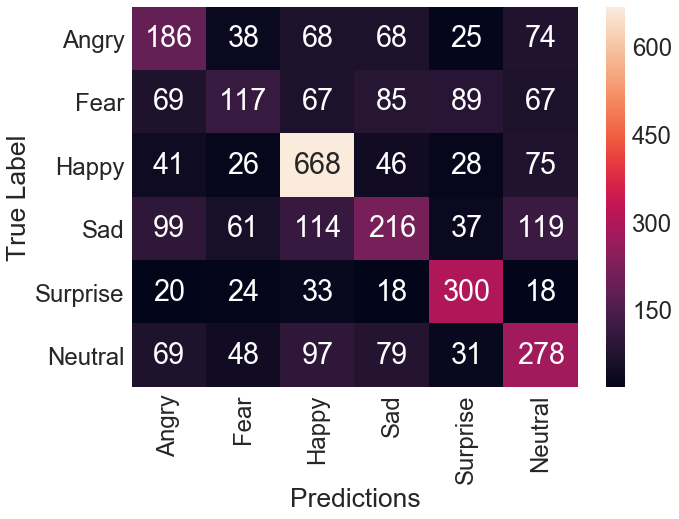 Angry 186 38 68 68 25 74
Fear 69 117 67 85 89 67
Happy 41 26 668 46 28 75
Sad 99 61 114 216 37 119
Surprise 20 24 33 18 300 18
Neutral 69 48 97 79 31 278
Angry Fear Happy Sad Surprise Neutral
Predictions
True Label
600
450
300
150